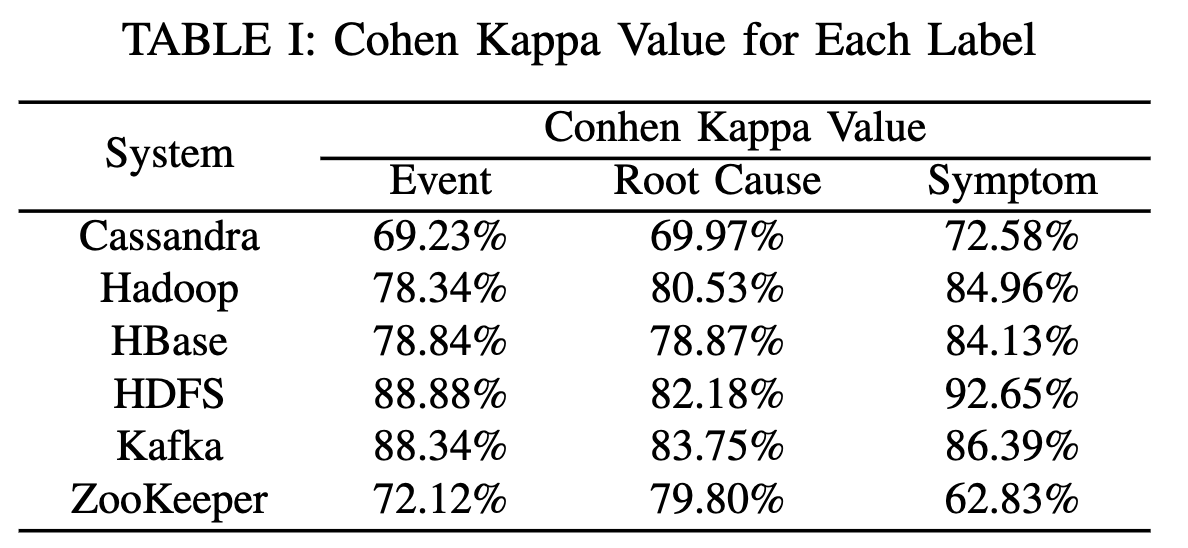 TABLE I: Cohen Kappa Value for Each Label
System Conhen Kappa Value
Event Root Cause Symptom
Cassandra 69.23% 69.97% 72.58%
Hadoop 78.34% 80.53% 84.96%
HBase 78.84% 78.87% 84.13%
HDFS 88.88% 82.18% 92.65%
Kafka 88.34% 83.75% 86.39%
ZooKeeper 72.12% 79.80% 62.83%